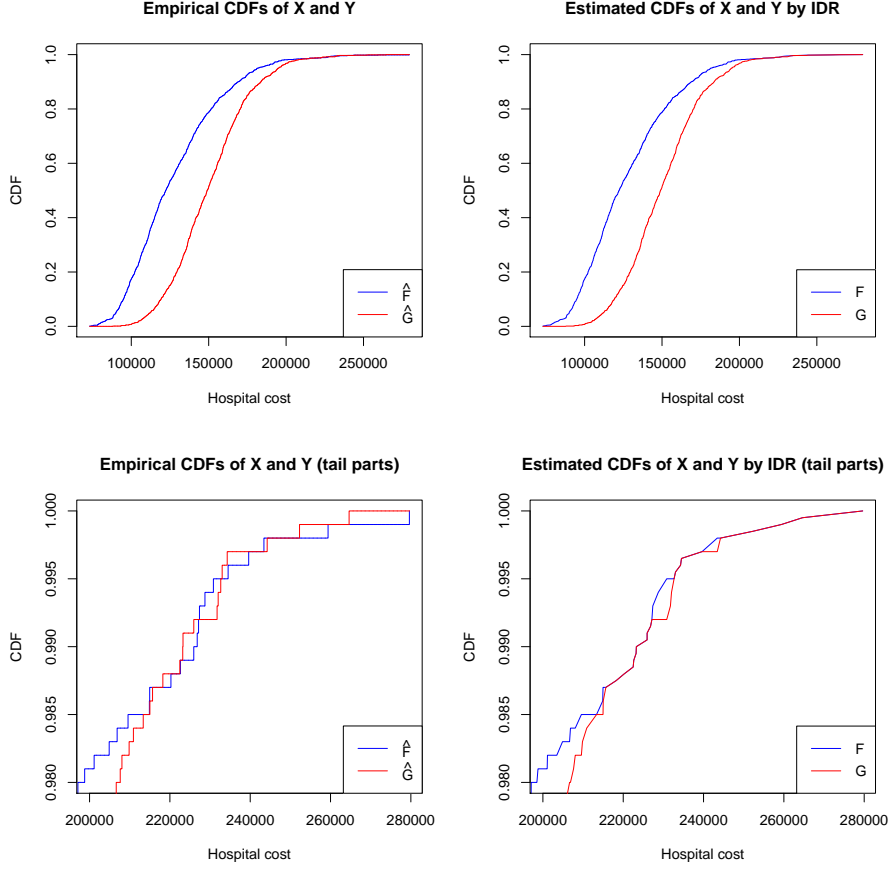 Empirical CDFs of X and Y
CDF
0.0 0.2 0.4 0.6 0.8 1.0
100000 150000 200000 250000
Hospital cost
F̂
Ĝ
Estimated CDFs of X and Y by IDR
CDF
0.0 0.2 0.4 0.6 0.8 1.0
100000 150000 200000 250000
Hospital cost
F
G
Empirical CDFs of X and Y (tail parts)
CDF
0.980 0.985 0.990 0.995 1.000
200000 220000 240000 260000 280000
Hospital cost
F̂
Ĝ
Estimated CDFs of X and Y by IDR (tail parts)
CDF
0.980 0.985 0.990 0.995 1.000
200000 220000 240000 260000 280000
Hospital cost
F
G